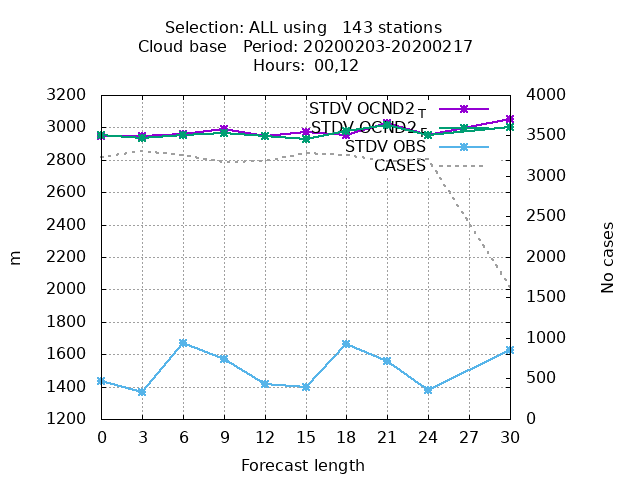 Selection: ALL using   143 stations
Cloud base   Period: 20200203-20200217
Hours: 00,12
3200
3000
2800
2600
2400
2200
2000
1800
1600
1400
1200
m
STDV OCND2_T
STDV OCND2_F
STDV OBS
CASES
4000
3500
3000
2500
2000
1500
1000
500
0
No cases
0 3 6 9 12 15 18 21 24 27 30
Forecast length